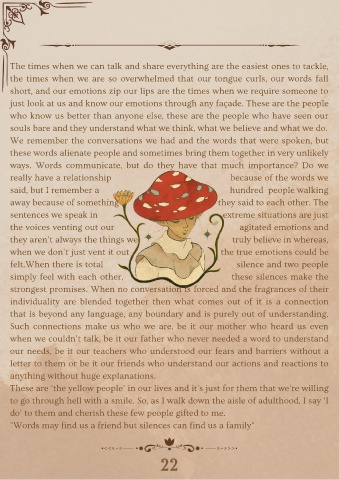 The times when we can talk and share everything are the easiest ones to tackle,
the times when we are so overwhelmed that our tongue curls, our words fall
short, and our emotions zip our lips are the times when we require someone to
just look at us and know our emotions through any façade. These are the people
who know us better than anyone else, these are the people who have seen our
souls bare and they understand what we think, what we believe and what we do.
We remember the conversations we had and the words that were spoken, but
these words alienate people and sometimes bring them together in very unlikely
ways. Words communicate, but do they have that much importance? Do we
really have a relationship because of the words we
said, but I remember a hundred people walking
away because of something they said to each other. The
sentences we speak in extreme situations are just
the voices venting out our agitated emotions and
they aren't always the things we truly believe in whereas,
when we don't just vent it out the true emotions could be
felt.When there is total silence and two people
simply feel with each other, these silences make the
strongest promises. When no conversation is forced and the fragrances of their
individuality are blended together then what comes out of it is a connection
that is beyond any language, any boundary and is purely out of understanding.
Such connections make us who we are, be it our mother who heard us even
when we couldn't talk, be it our father who never needed a word to understand
our needs, be it our teachers who understood our fears and barriers without a
letter to them or be it our friends who understand our actions and reactions to
anything without huge explanations.
These are 'the yellow people' in our lives and it's just for them that we're willing
to go through hell with a smile. So, as I walk down the aisle of adulthood, I say 'I
do' to them and cherish these few people gifted to me.
"Words may find us a friend but silences can find us a family"
22